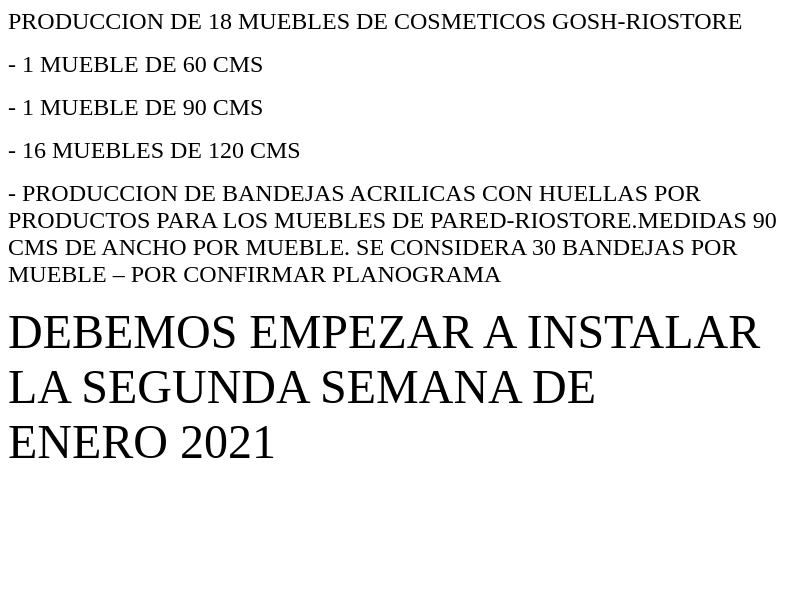 PRODUCCION DE 18 MUEBLES DE COSMETICOS GOSH-RIOSTORE
- 1 MUEBLE DE 60 CMS
- 1 MUEBLE DE 90 CMS
- 16 MUEBLES DE 120 CMS
- PRODUCCION DE BANDEJAS ACRILICAS CON HUELLAS POR
PRODUCTOS PARA LOS MUEBLES DE PARED-RIOSTORE.MEDIDAS 90
CMS DE ANCHO POR MUEBLE. SE CONSIDERA 30 BANDEJAS POR
MUEBLE – POR CONFIRMAR PLANOGRAMA
DEBEMOS EMPEZAR A INSTALAR
LA SEGUNDA SEMANA DE
ENERO 2021